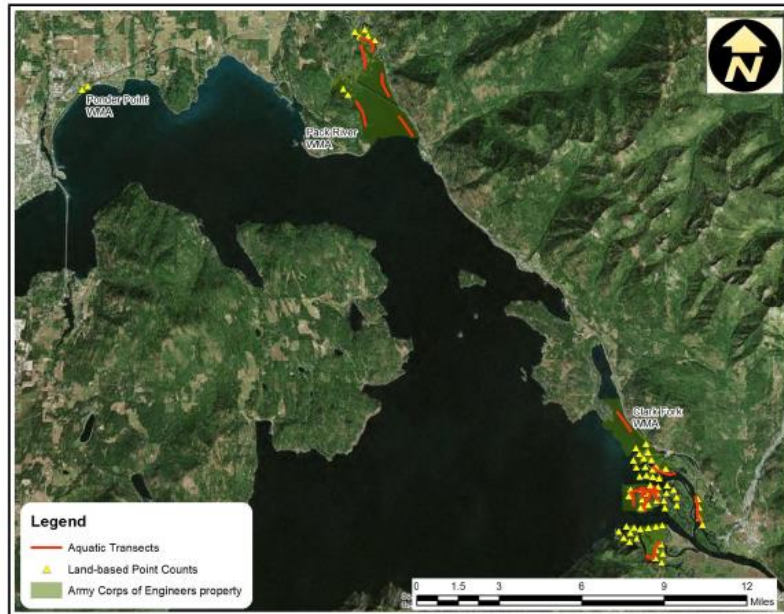 N
Ponder Point
WMA
Pack River
WMA
Clark Fork
WMA
Legend
Aquatic Transects
Land-based Point Counts
Army Corps of Engineers property
0 1.5 3 6 9 12
Miles